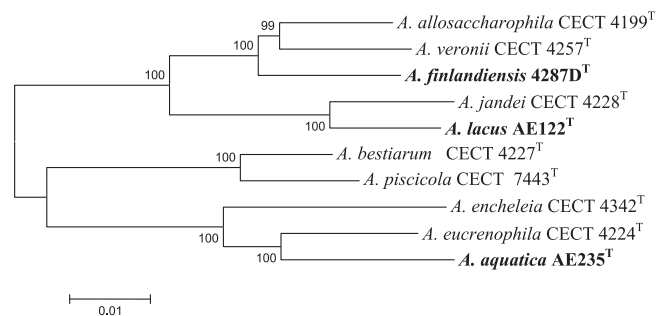 99
A. allosaccharophila CECT 4199T
100
A. veronii CECT 4257T
100
A. finlandiensis 4287DT
A. jandei CECT 4228T
100
A. lacus AE122T
100
A. bestiarum CECT 4227T
A. piscicola CECT 7443T
A. encheleia CECT 4342T
100
A. eucrenophila CECT 4224T
100
A. aquatica AE235T
0.01